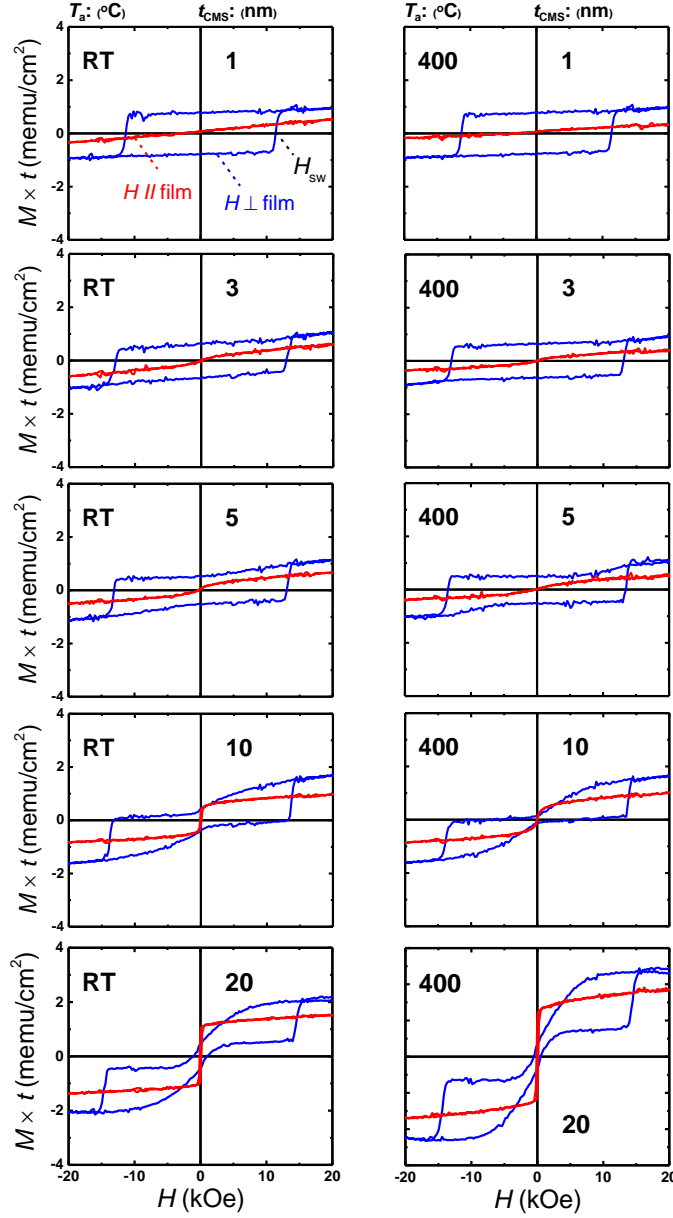 Tₐ: (°C) t_CMS: (nm) Tₐ: (°C) t_CMS: (nm)
4
RT 1 400 1
2
0
-2
-4
M × t (memu/cm²)
H // film
H ⊥ film
H_sw
4
RT 3 400 3
2
0
-2
-4
M × t (memu/cm²)
4
RT 5 400 5
2
0
-2
-4
M × t (memu/cm²)
4
RT 10 400 10
2
0
-2
-4
M × t (memu/cm²)
4
RT 20 400
2
0
-2
20
-4
M × t (memu/cm²)
-20 -10 0 10 20 -20 -10 0 10 20
H (kOe) H (kOe)